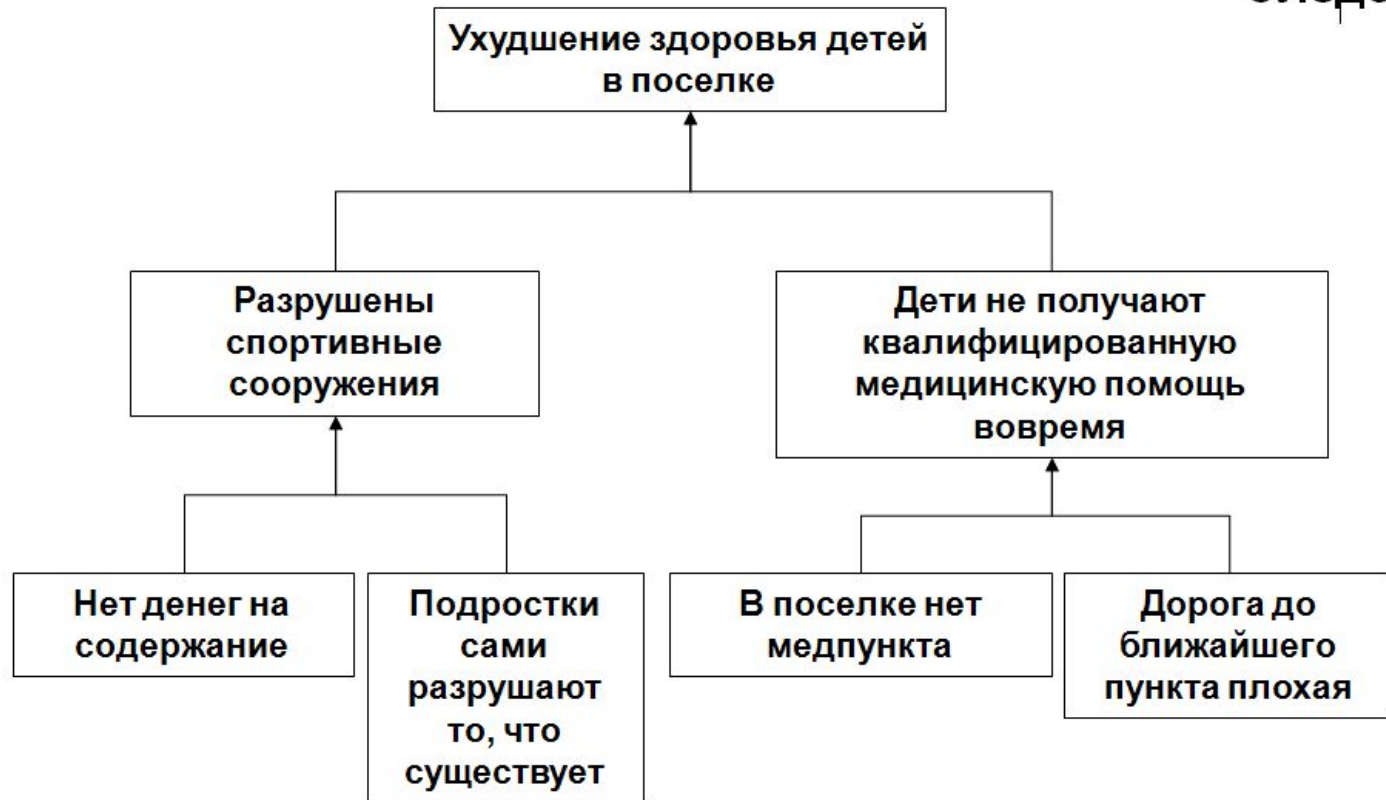 Ухудшение здоровья детей
в поселке
Разрушены
спортивные
сооружения
Дети не получают
квалифицированную
медицинскую помощь
вовремя
Нет денег на
содержание
Подростки
сами
разрушают
то, что
существует
В поселке нет
медпункта
Дорога до
ближайшего
пункта плохая